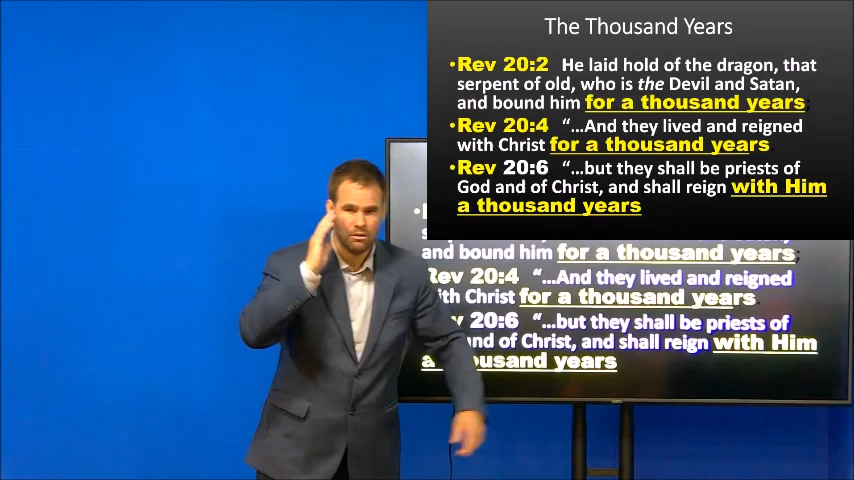 The Thousand Years
•Rev 20:2 He laid hold of the dragon, that
serpent of old, who is the Devil and Satan,
and bound him for a thousand years;
•Rev 20:4 “...And they lived and reigned
with Christ for a thousand years.
•Rev 20:6 “...but they shall be priests of
God and of Christ, and shall reign with Him
a thousand years
and bound him for a thousand years;
Rev 20:4 “...And they lived and reigned
with Christ for a thousand years.
20:6 “...but they shall be priests of
and of Christ, and shall reign with Him
a thousand years